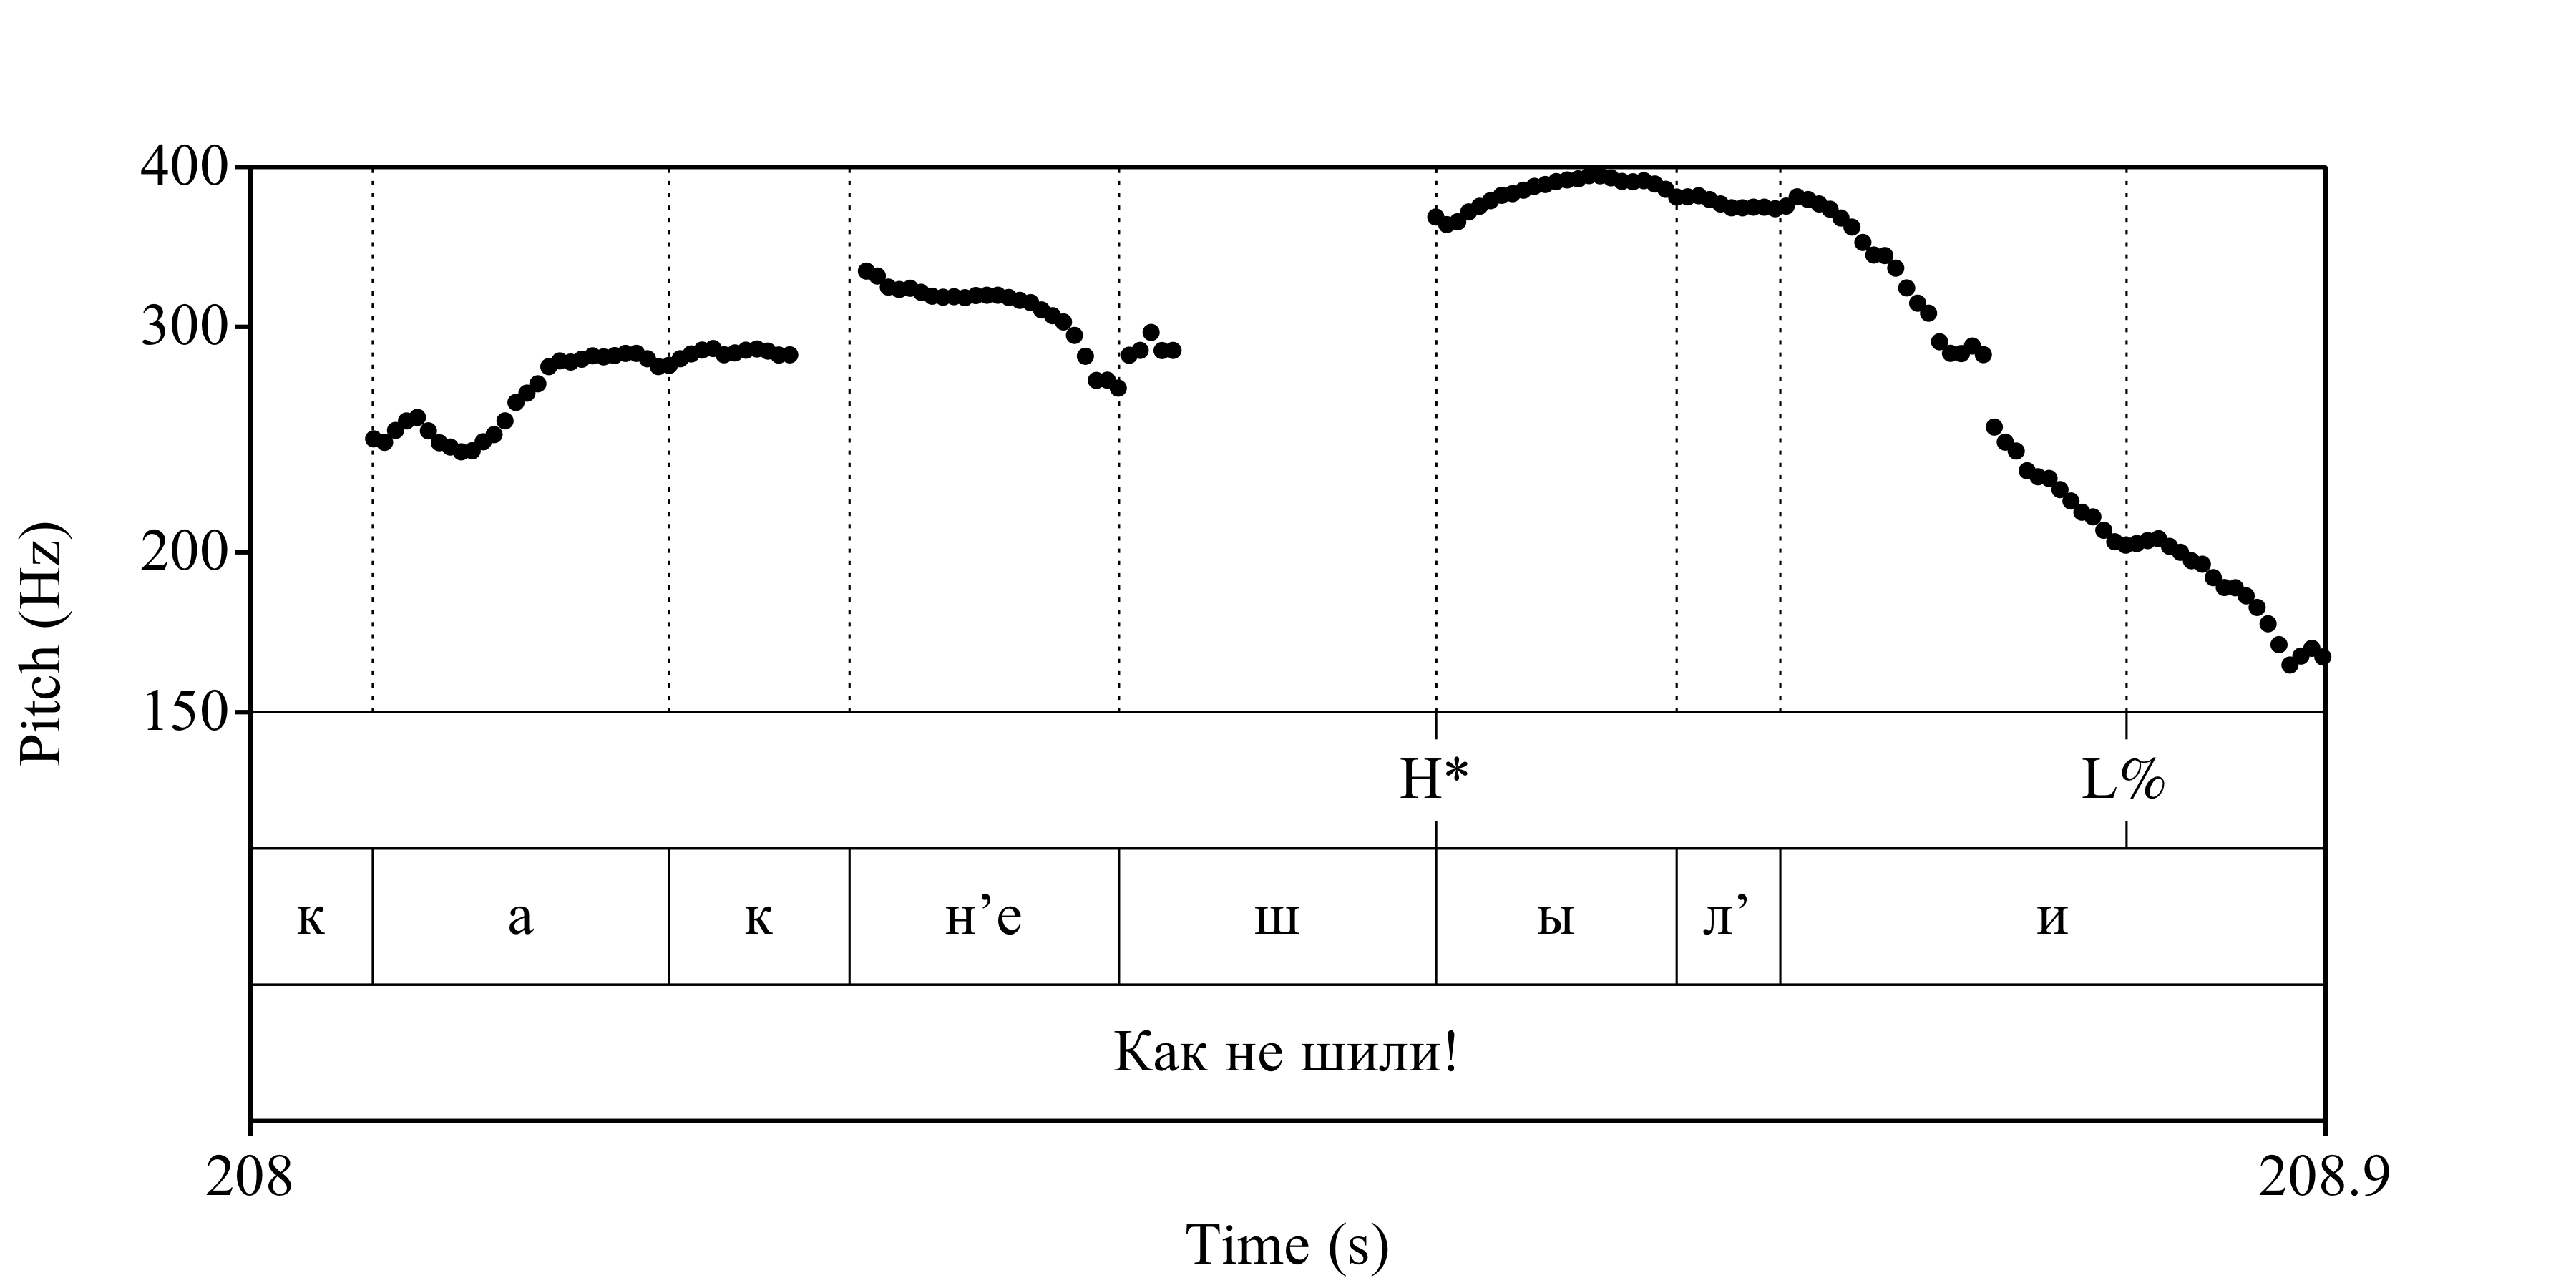 400
300
200
150
Pitch (Hz)
H* L%
к а к н’е ш ы л’ и
Как не шили!
208 208.9
Time (s)